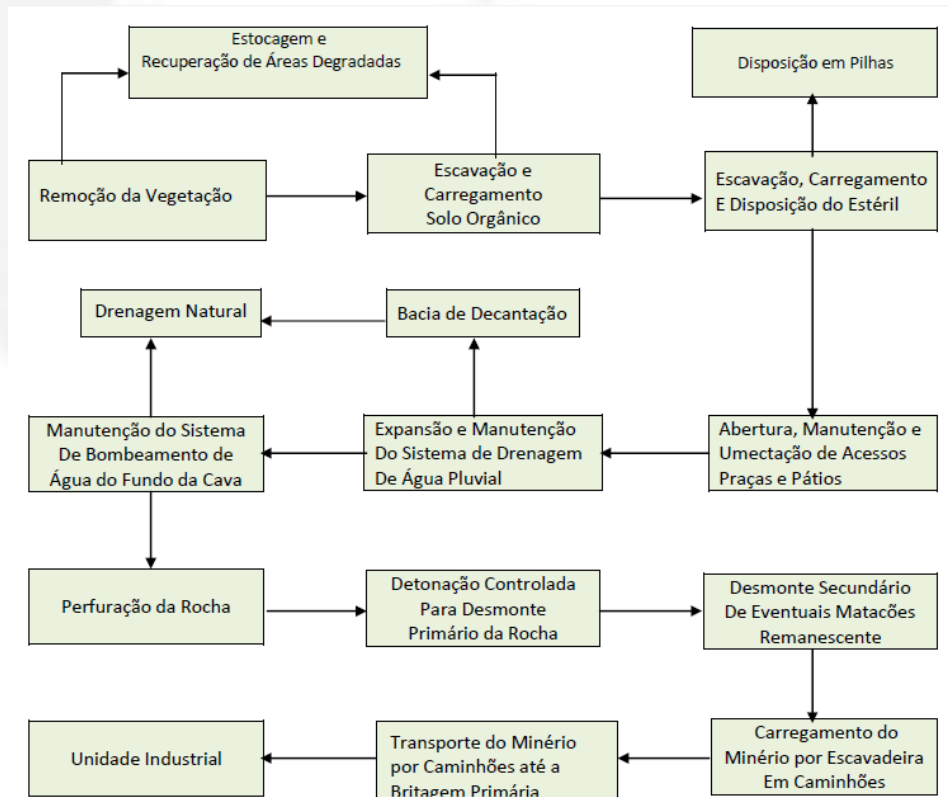 Estocagem e
Recuperação de Áreas Degradadas
Disposição em Pilhas
Remoção da Vegetação
Escavação e
Carregamento
Solo Orgânico
Escavação, Carregamento
E Disposição do Estéril
Drenagem Natural
Bacia de Decantação
Manutenção do Sistema
De Bombeamento de
Água do Fundo da Cava
Expansão e Manutenção
Do Sistema de Drenagem
De Água Pluvial
Abertura, Manutenção e
Umectação de Acessos
Praças e Pátios
Perfuração da Rocha
Detonação Controlada
Para Desmonte
Primário da Rocha
Desmonte Secundário
De Eventuais Matacões
Remanescente
Unidade Industrial
Transporte do Minério
por Caminhões até a
Britagem Primária
Carregamento do
Minério por Escavadeira
Em Caminhões